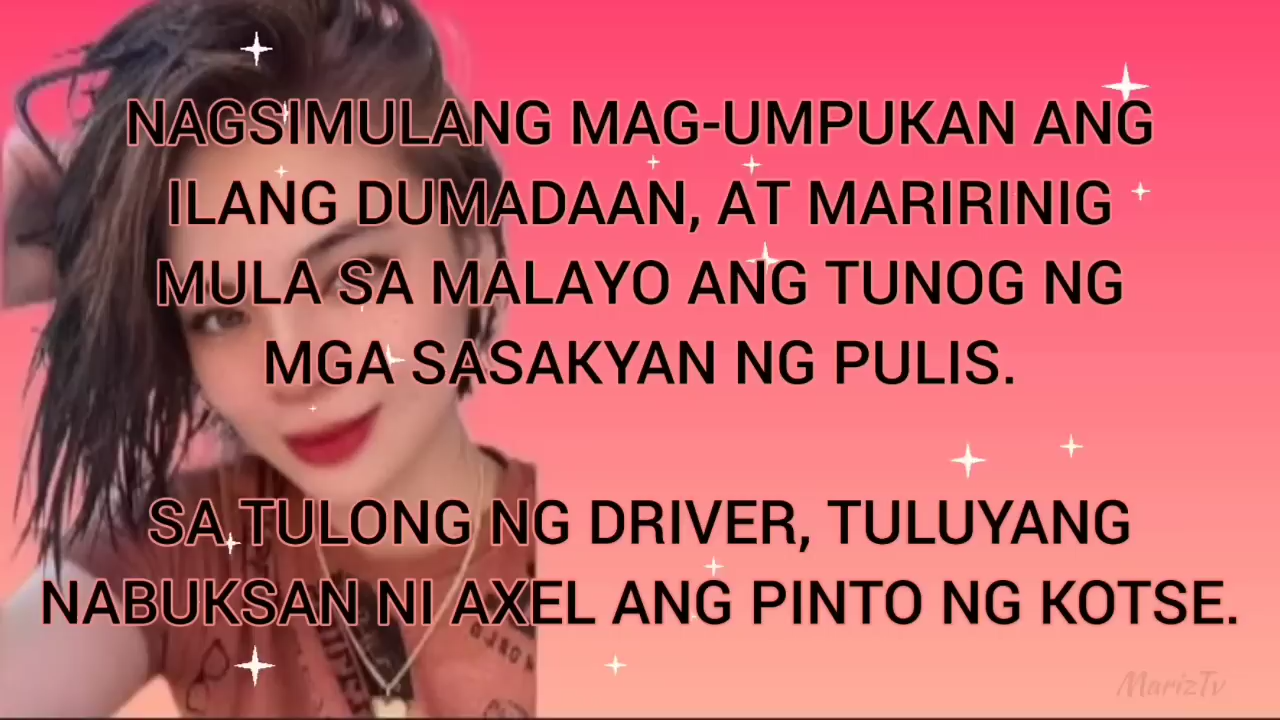 NAGSIMULANG MAG-UMPUKAN ANG
ILANG DUMADAAN, AT MARIRINIG
MULA SA MALAYO ANG TUNOG NG
MGA SASAKYAN NG PULIS.
SA TULONG NG DRIVER, TULUYANG
NABUKSAN NI AXEL ANG PINTO NG KOTSE.
MarizTv